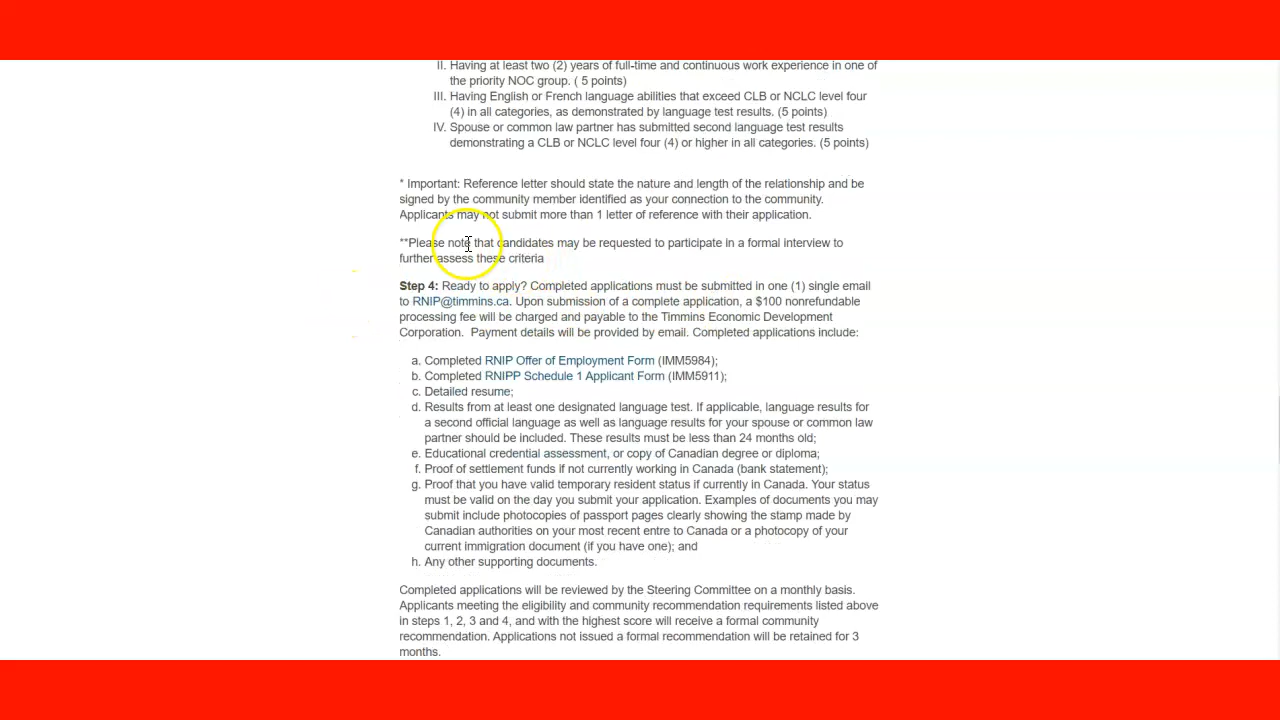 II. Having at least two (2) years of full-time and continuous work experience in one of
the priority NOC group. ( 5 points)
III. Having English or French language abilities that exceed CLB or NCLC level four
(4) in all categories, as demonstrated by language test results. (5 points)
IV. Spouse or common law partner has submitted second language test results
demonstrating a CLB or NCLC level four (4) or higher in all categories. (5 points)
* Important: Reference letter should state the nature and length of the relationship and be
signed by the community member identified as your connection to the community.
Applicants may not submit more than 1 letter of reference with their application.
**Please note that candidates may be requested to participate in a formal interview to
further assess these criteria
Step 4: Ready to apply? Completed applications must be submitted in one (1) single email
to RNIP@timmins.ca. Upon submission of a complete application, a $100 nonrefundable
processing fee will be charged and payable to the Timmins Economic Development
Corporation. Payment details will be provided by email. Completed applications include:
a. Completed RNIP Offer of Employment Form (IMM5984);
b. Completed RNIPP Schedule 1 Applicant Form (IMM5911);
c. Detailed resume;
d. Results from at least one designated language test. If applicable, language results for
a second official language as well as language results for your spouse or common law
partner should be included. These results must be less than 24 months old;
e. Educational credential assessment, or copy of Canadian degree or diploma;
f. Proof of settlement funds if not currently working in Canada (bank statement);
g. Proof that you have valid temporary resident status if currently in Canada. Your status
must be valid on the day you submit your application. Examples of documents you may
submit include photocopies of passport pages clearly showing the stamp made by
Canadian authorities on your most recent entre to Canada or a photocopy of your
current immigration document (if you have one); and
h. Any other supporting documents.
Completed applications will be reviewed by the Steering Committee on a monthly basis.
Applicants meeting the eligibility and community recommendation requirements listed above
in steps 1, 2, 3 and 4, and with the highest score will receive a formal community
recommendation. Applications not issued a formal recommendation will be retained for 3
months.